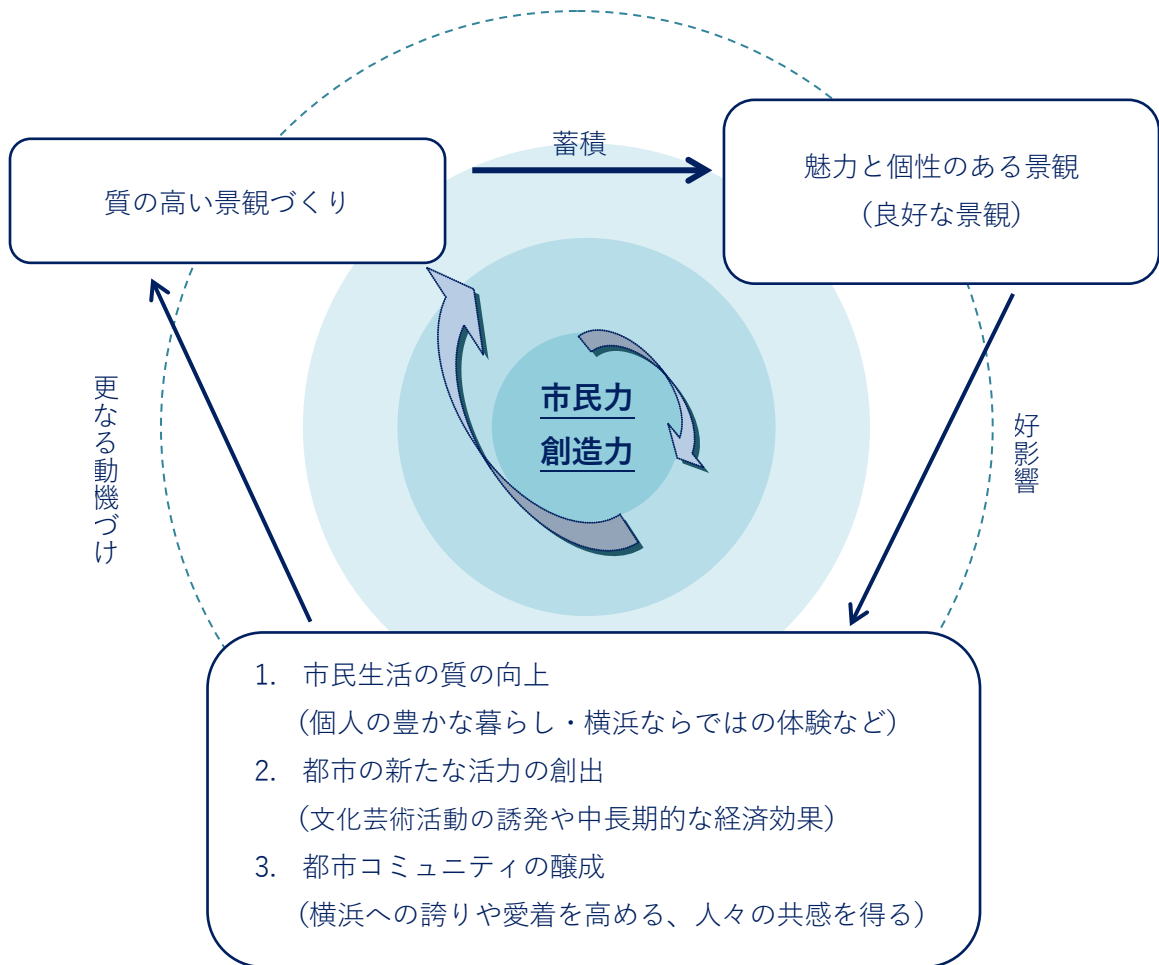 蓄積
質の高い景観づくり
魅力と個性のある景観
（良好な景観）
市民力
創造力
更なる動機づけ
好影響
1. 市民生活の質の向上
（個人の豊かな暮らし・横浜ならではの体験など）
2. 都市の新たな活力の創出
（文化芸術活動の誘発や中長期的な経済効果）
3. 都市コミュニティの醸成
（横浜への誇りや愛着を高める、人々の共感を得る）